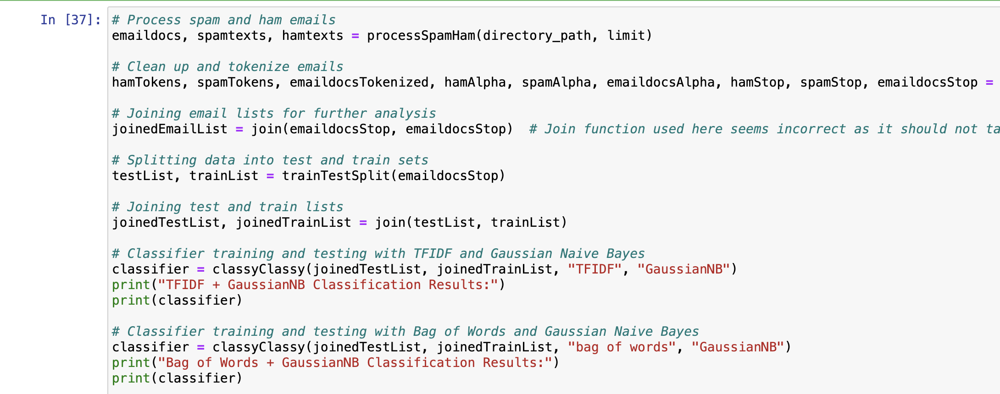 In [37]: # Process spam and ham emails
emaildocs, spamtexts, hamtexts = processSpamHam(directory_path, limit)
# Clean up and tokenize emails
hamTokens, spamTokens, emaildocsTokenized, hamAlpha, spamAlpha, emaildocsAlpha, hamStop, spamStop, emaildocsStop =
# Joining email lists for further analysis
joinedEmailList = join(emaildocsStop, emaildocsStop)  # Join function used here seems incorrect as it should not ta
# Splitting data into test and train sets
testList, trainList = trainTestSplit(emaildocsStop)
# Joining test and train lists
joinedTestList, joinedTrainList = join(testList, trainList)
# Classifier training and testing with TFIDF and Gaussian Naive Bayes
classifier = classyClassy(joinedTestList, joinedTrainList, "TFIDF", "GaussianNB")
print("TFIDF + GaussianNB Classification Results:")
print(classifier)
# Classifier training and testing with Bag of Words and Gaussian Naive Bayes
classifier = classyClassy(joinedTestList, joinedTrainList, "bag of words", "GaussianNB")
print("Bag of Words + GaussianNB Classification Results:")
print(classifier)